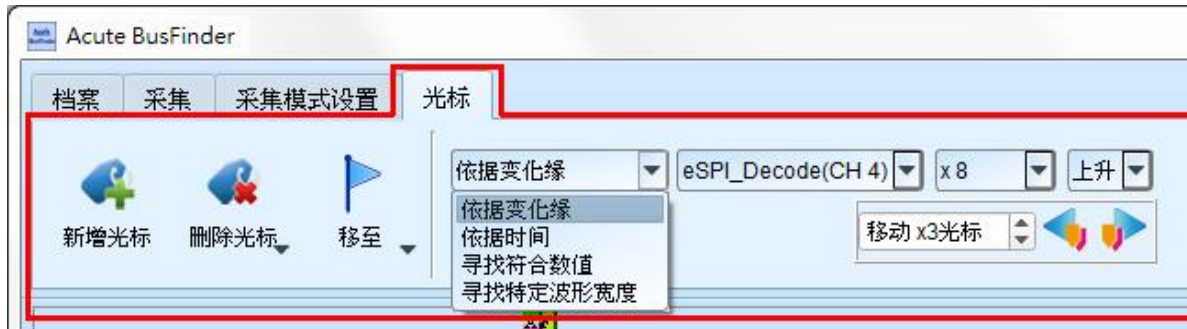 Acute BusFinder
档案 采集 采集模式设置 光标
依据变化缘 eSPI_Decode(CH 4) x 8 上升
依据变化缘
依据时间
寻找符合数值
寻找特定波形宽度
新增光标 删除光标 移至
移动 x3光标